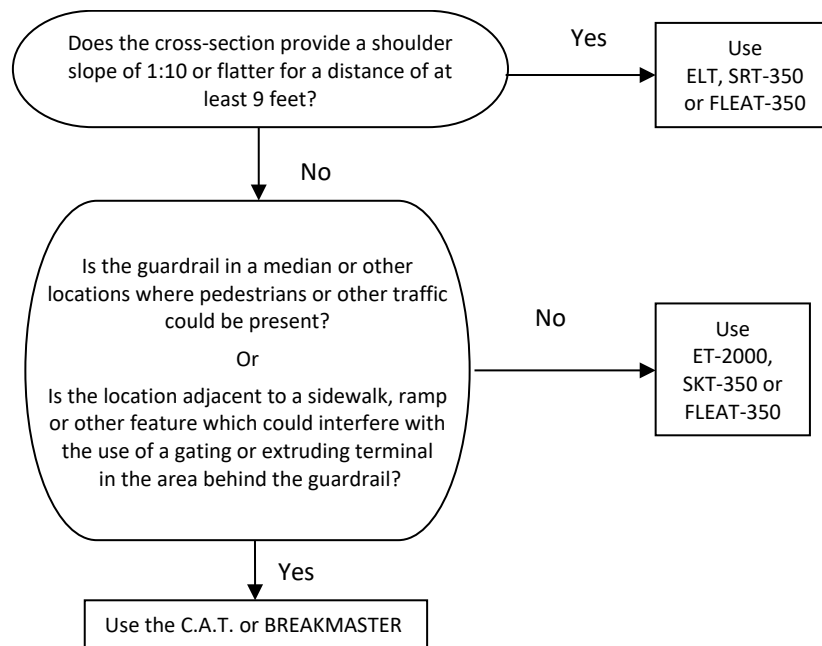 Does the cross-section provide a shoulder
slope of 1:10 or flatter for a distance of at
least 9 feet?
Yes
Use
ELT, SRT-350
or FLEAT-350
No
Is the guardrail in a median or other
locations where pedestrians or other traffic
could be present?
Or
Is the location adjacent to a sidewalk, ramp
or other feature which could interfere with
the use of a gating or extruding terminal
in the area behind the guardrail?
No
Use
ET-2000,
SKT-350 or
FLEAT-350
Yes
Use the C.A.T. or BREAKMASTER